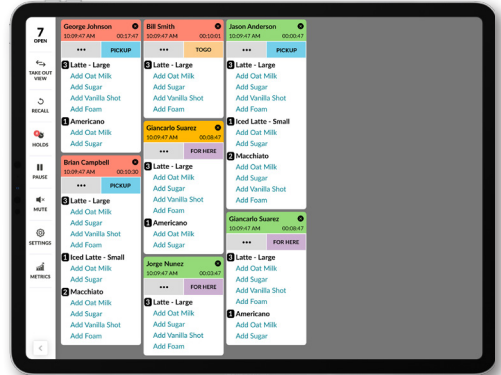 7
OPEN
TAKE OUT
VIEW
RECALL
HOLDS
PAUSE
MUTE
SETTINGS
METRICS
George Johnson
10:09:47 AM 00:17:47
••• PICKUP
3 Latte - Large
Add Oat Milk
Add Sugar
Add Vanilla Shot
Add Foam
1 Americano
Add Oat Milk
Add Sugar
Brian Campbell
10:09:47 AM 00:10:30
••• PICKUP
3 Latte - Large
Add Oat Milk
Add Sugar
Add Vanilla Shot
Add Foam
1 Iced Latte - Small
2 Macchiato
Add Oat Milk
Add Sugar
Add Vanilla Shot
Add Foam
Bill Smith
10:09:47 AM 00:10:01
••• TOGO
3 Latte - Large
Add Oat Milk
Add Sugar
Add Vanilla Shot
Add Foam
Giancarlo Suarez
10:09:47 AM 00:08:47
••• FOR HERE
3 Latte - Large
Add Oat Milk
Add Sugar
Add Vanilla Shot
Add Foam
1 Americano
Add Oat Milk
Add Sugar
Jorge Nunez
10:09:47 AM 00:03:47
••• FOR HERE
3 Latte - Large
Add Oat Milk
Add Sugar
Add Vanilla Shot
Add Foam
Jason Anderson
10:09:47 AM 00:00:47
••• PICKUP
3 Latte - Large
Add Oat Milk
Add Sugar
Add Vanilla Shot
Add Foam
1 Iced Latte - Small
2 Macchiato
Add Oat Milk
Add Sugar
Add Vanilla Shot
Add Foam
Giancarlo Suarez
10:09:47 AM 00:08:47
••• FOR HERE
3 Latte - Large
Add Oat Milk
Add Sugar
Add Vanilla Shot
Add Foam
1 Americano
Add Oat Milk
Add Sugar